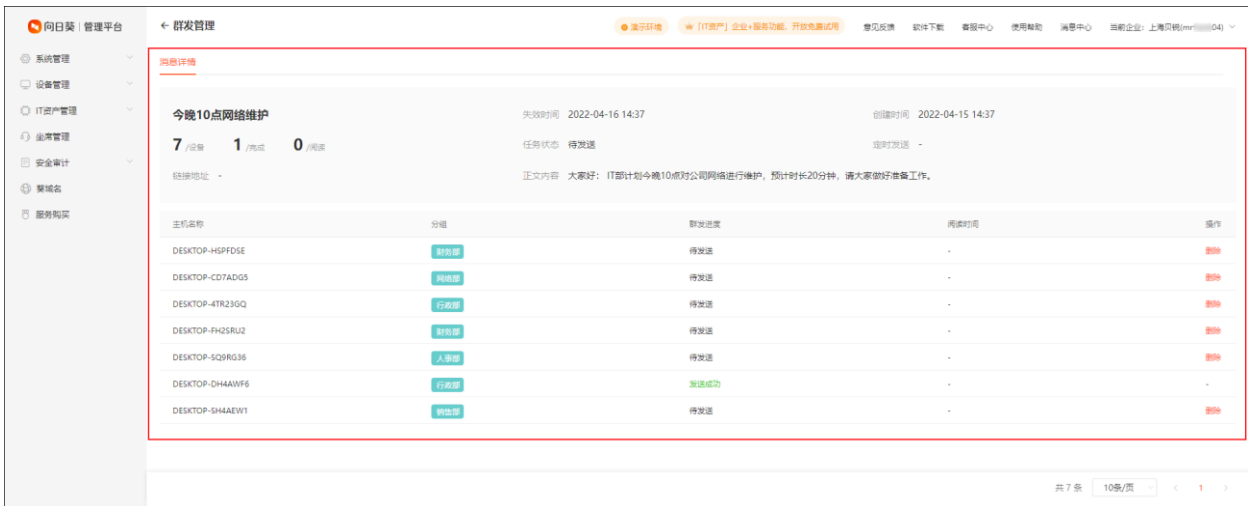 向日葵 | 管理平台
← 群发管理
演示环境
「IT资产」企业+服务功能，开放免费试用
意见反馈
软件下载
客服中心
使用帮助
消息中心
当前企业：上海贝锐(mr 04)
系统管理
设备管理
IT资产管理
坐席管理
安全审计
葵域名
服务购买
消息详情
今晚10点网络维护
失效时间 2022-04-16 14:37
创建时间 2022-04-15 14:37
7 /设备 1 /完成 0 /阅读
任务状态 待发送
定时发送 -
链接地址 -
正文内容 大家好： IT部计划今晚10点对公司网络进行维护，预计时长20分钟，请大家做好准备工作。
主机名称 分组 群发进度 阅读时间 操作
DESKTOP-HSPFDSE 财务部 待发送 - 删除
DESKTOP-CD7ADG5 网络部 待发送 - 删除
DESKTOP-4TR23GQ 行政部 待发送 - 删除
DESKTOP-FH2SRU2 财务部 待发送 - 删除
DESKTOP-SQ9RG36 人事部 待发送 - 删除
DESKTOP-DH4AWF6 行政部 发送成功 - -
DESKTOP-SH4AEW1 销售部 待发送 - 删除
共 7 条 10条/页 ‹ 1 ›